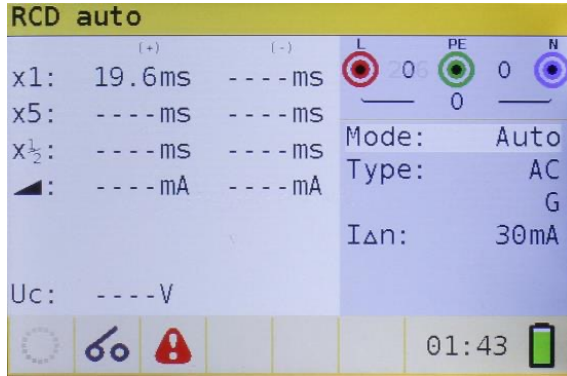 RCD auto
(+) (-)
x1: 19.6ms ----ms
x5: ----ms ----ms
x½: ----ms ----ms
◢: ----mA ----mA
Uc: ----V
L PE N
0 0
0
Mode: Auto
Type: AC
G
I∆n: 30mA
01:43